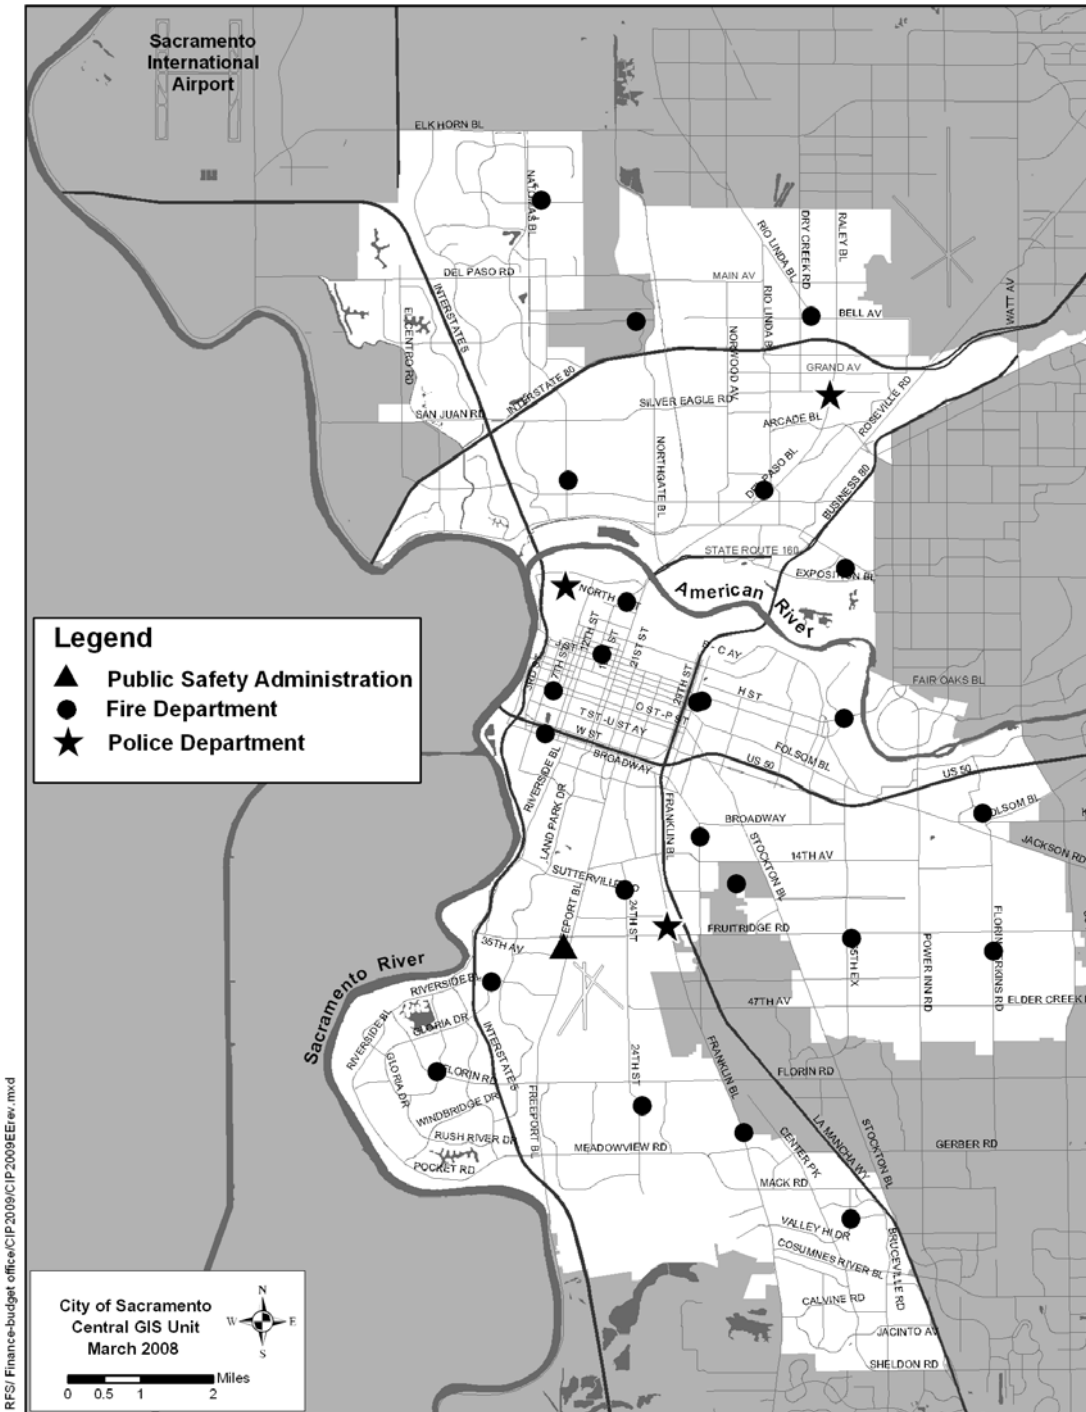 Sacramento
International
Airport
ELKHORN BL
NATOMAS BL
DEL PASO RD
INTERSTATE 5
EL CENTRO RD
SAN JUAN RD
INTERSTATE 80
RIO LINDA BL
DRY CREEK RD
RALEY BL
MAIN AV
RIO LINDA BL
BELL AV
WATT AV
NORWOOD AV
GRAND AV
SILVER EAGLE RD
ARCADE BL
ROSEVILLE RD
NORTHGATE BL
DEL PASO BL
BUSINESS 80
STATE ROUTE 160
EXPOSITION BL
American River
NORTH
12TH ST
21ST ST
7TH ST
3RD ST
29TH ST
H ST
FAIR OAKS BL
T ST-U ST AY
W ST
BROADWAY
FOLSOM BL
US 50
US 50
RIVERSIDE BL
LAND PARK DR
FRANKLIN BL
BROADWAY
STOCKTON BL
14TH AV
JACKSON RD
Legend
Public Safety Administration
Fire Department
Police Department
24TH ST
FRUITRIDGE RD
POWER INN RD
35TH AV
47TH AV
ELDER CREEK
Sacramento River
RIVERSIDE BL
RIVERSIDE BL
GLORIA DR
GLORIA DR
INTERSTATE 5
FLORIN RD
24TH ST
FRANKLIN BL
FLORIN RD
WINDBRIDGE DR
FREEPORT BL
RUSH RIVER DR
POCKET RD
MEADOWVIEW RD
CENTER PK
LA MANCHA WY
STOCKTON BL
GERBER RD
MACK RD
VALLEY HI DR
COSUMNES RIVER BL
BRUCEVILLE RD
CALVINE RD
JACINTO AV
SHELDON RD
RFS/ Finance-budget office/CIP2009/CIP2009EErev.mxd
City of Sacramento
Central GIS Unit
March 2008
N
W E
S
0 0.5 1 2 Miles